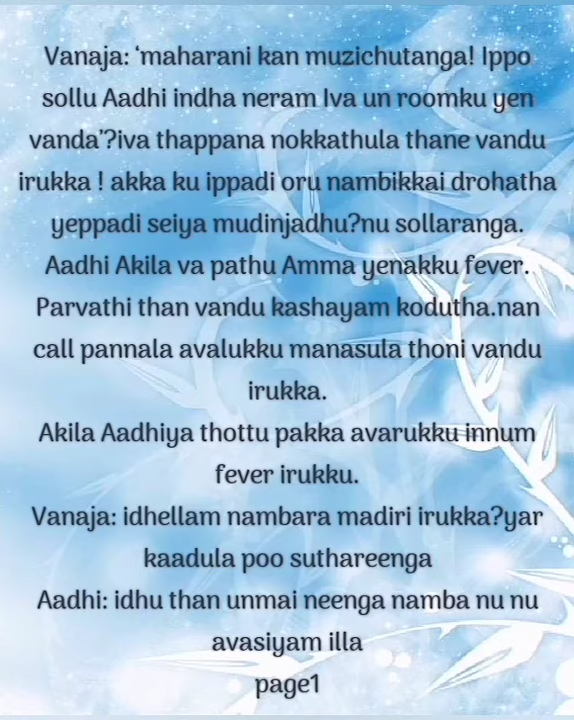 Vanaja: ‘maharani kan muzichutanga! Ippo
sollu Aadhi indha neram Iva un roomku yen
vanda’?iva thappana nokkathula thane vandu
irukka ! akka ku ippadi oru nambikkai drohatha
yeppadi seiya mudinjadhu?nu sollaranga.
Aadhi Akila va pathu Amma yenakku fever.
Parvathi than vandu kashayam kodutha.nan
call pannala avalukku manasula thoni vandu
irukka.
Akila Aadhiya thottu pakka avarukku innum
fever irukku.
Vanaja: idhellam nambara madiri irukka?yar
kaadula poo suthareenga
Aadhi: idhu than unmai neenga namba nu nu
avasiyam illa
page1